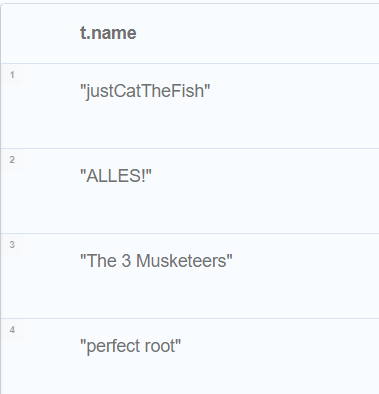 t.name
1
"justCatTheFish"
2
"ALLES!"
3
"The 3 Musketeers"
4
"perfect root"